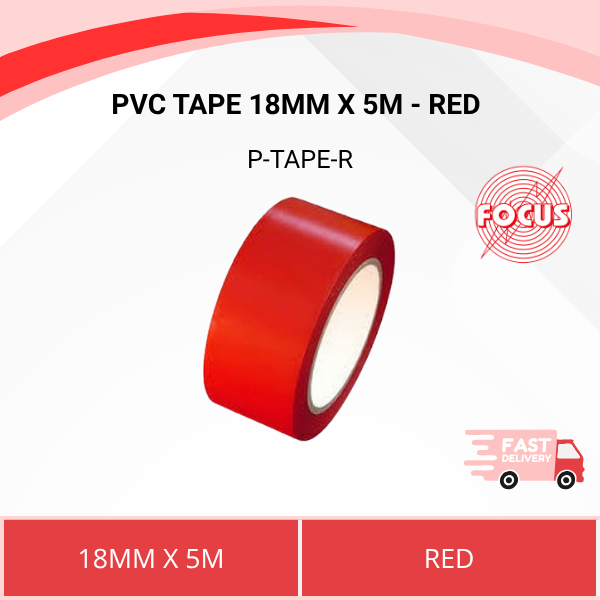 PVC TAPE 18MM X 5M - RED
P-TAPE-R
FOCUS
FAST
DELIVERY
18MM X 5M
RED